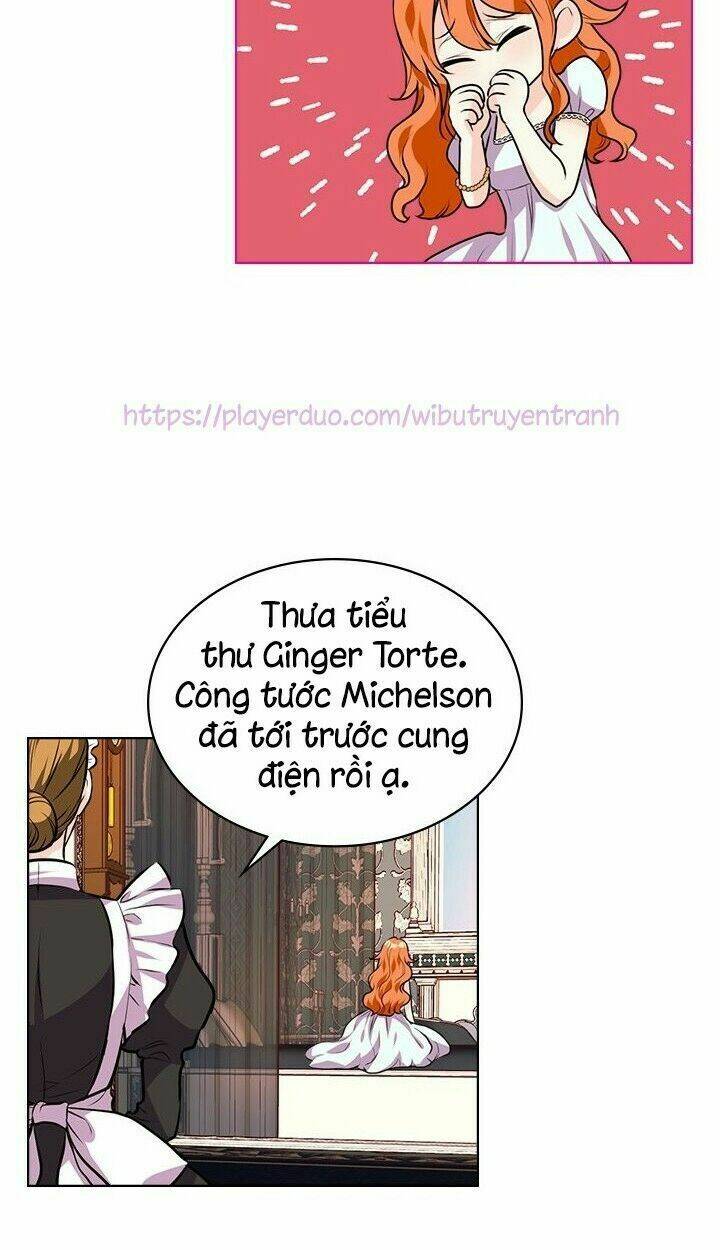 https://playerduo.com/wibutruyentranh
Thưa tiểu
thư Ginger Torte.
Công tước Michelson
đã tới trước cung
điện rồi ạ.